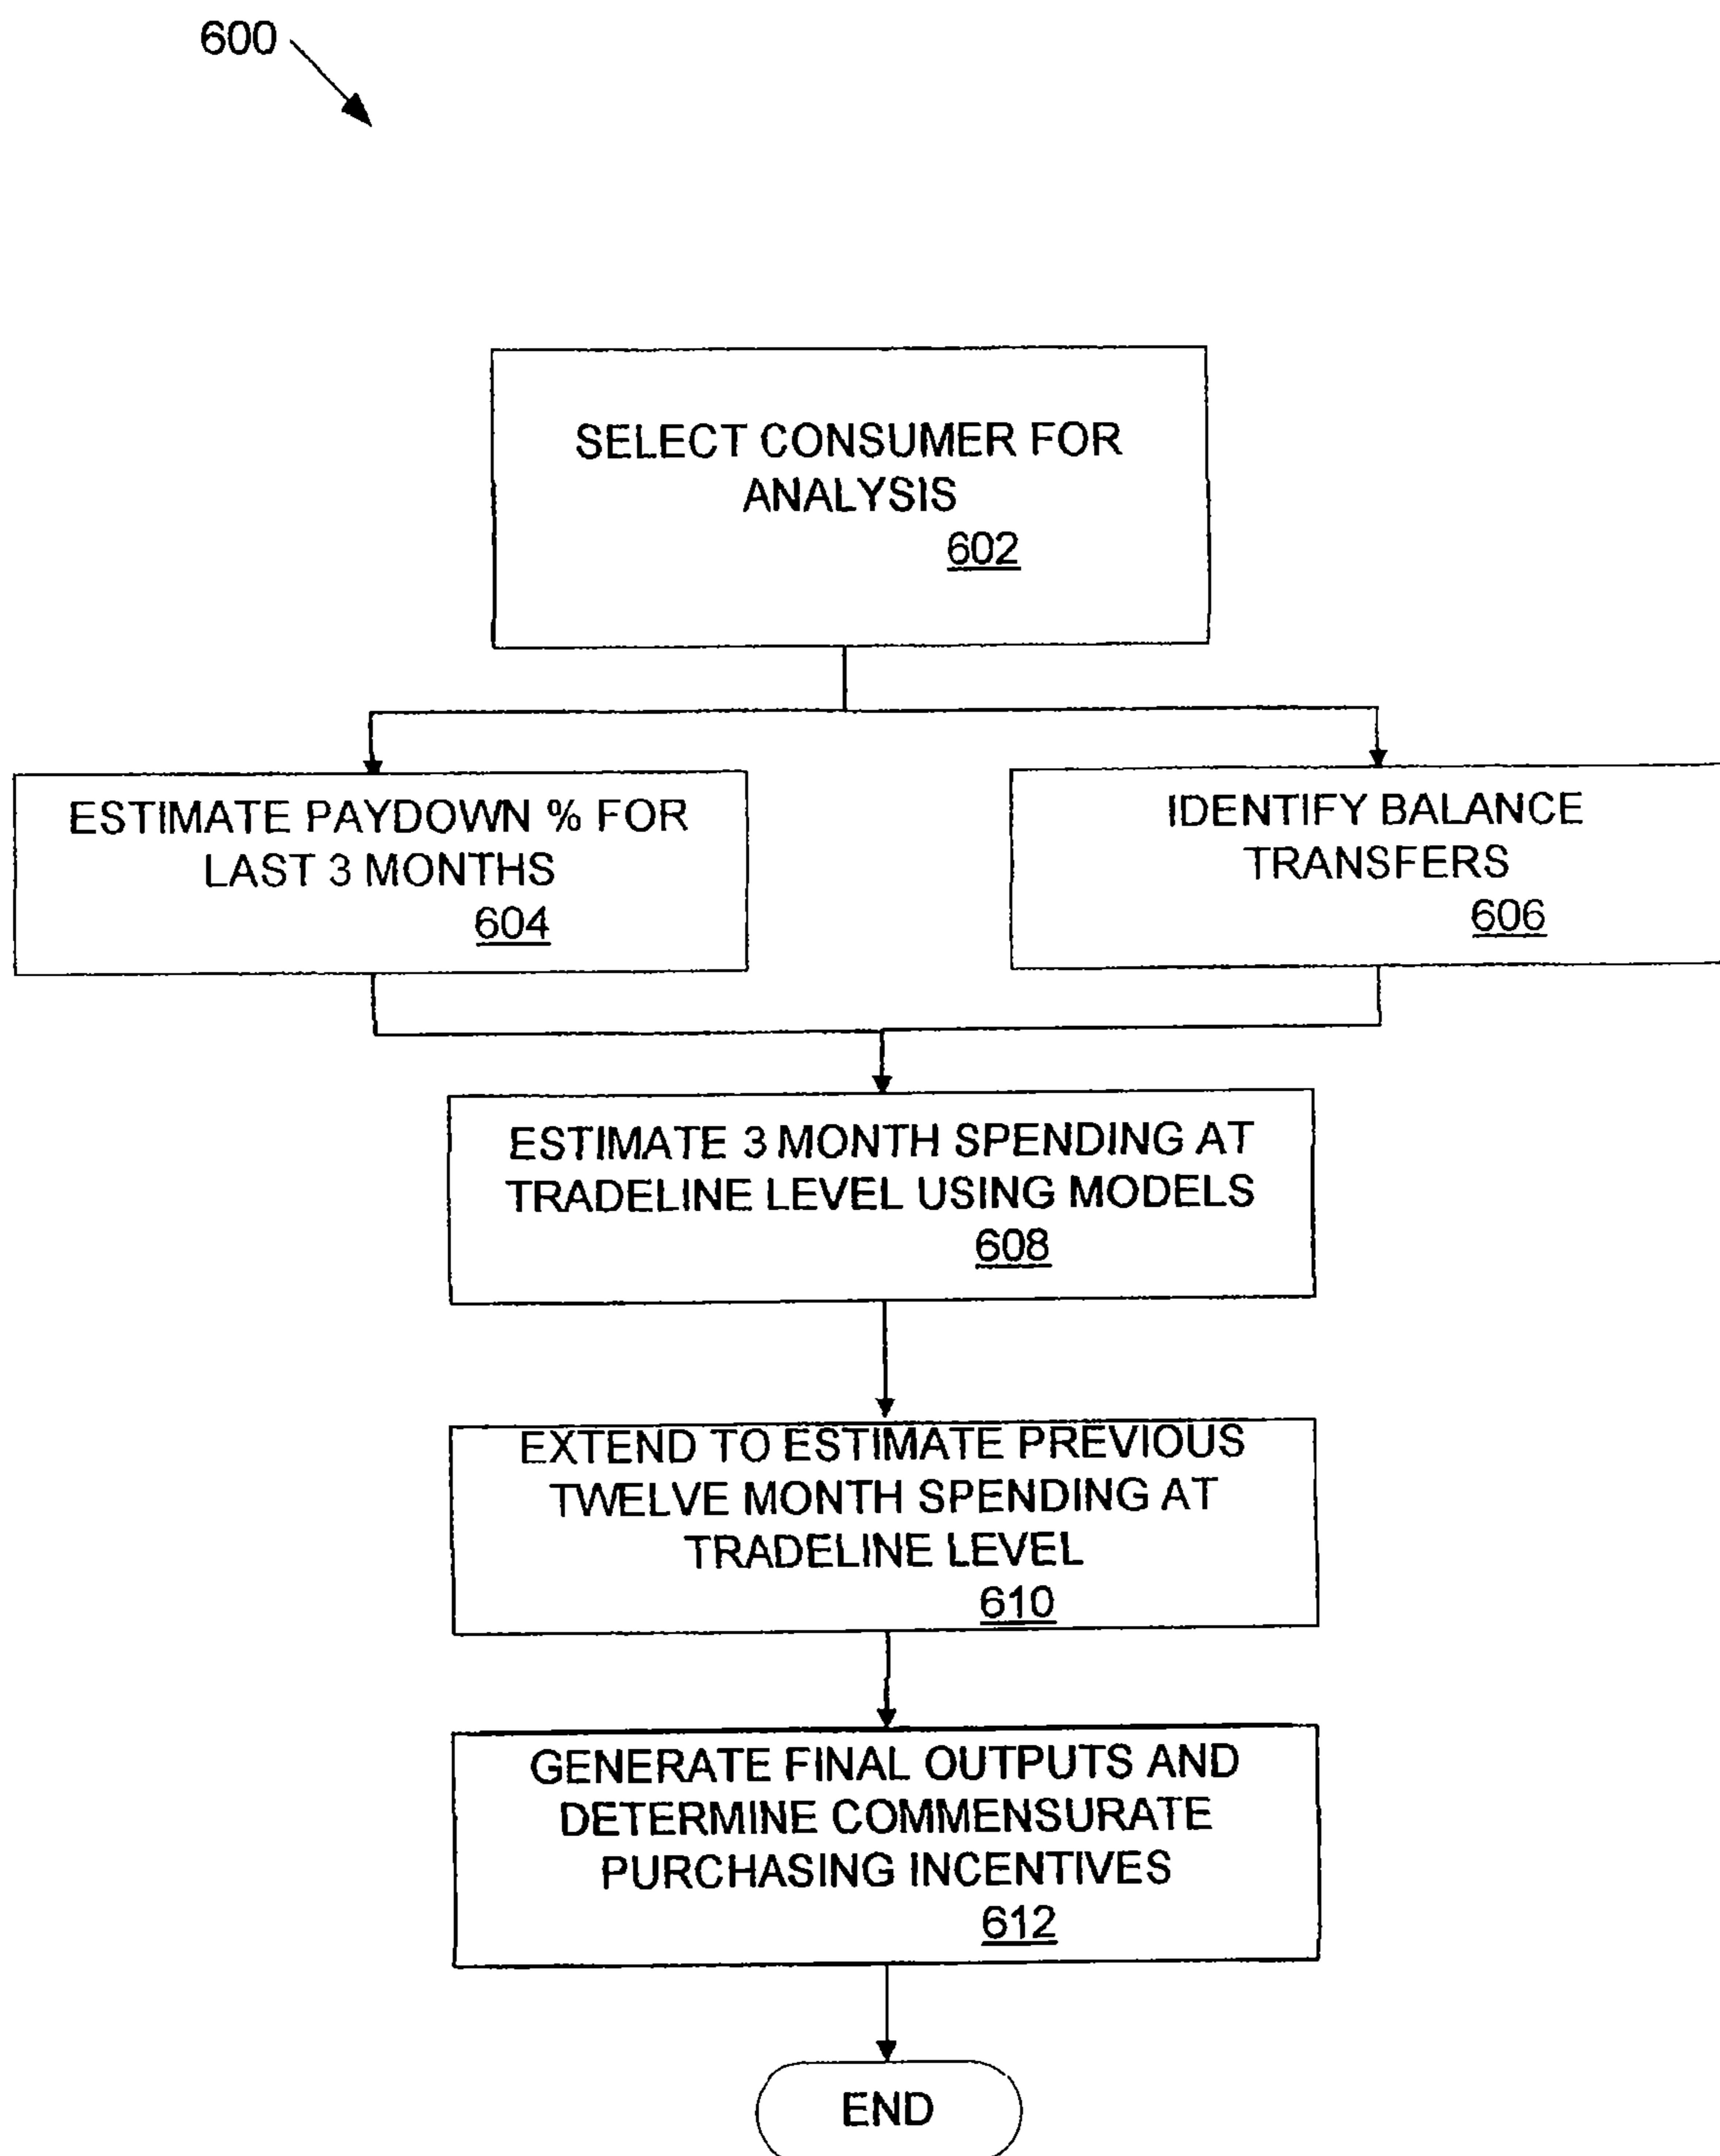 600
SELECT CONSUMER FOR
ANALYSIS
602
ESTIMATE PAYDOWN % FOR
LAST 3 MONTHS
604
IDENTIFY BALANCE
TRANSFERS
606
ESTIMATE 3 MONTH SPENDING AT
TRADELINE LEVEL USING MODELS
608
EXTEND TO ESTIMATE PREVIOUS
TWELVE MONTH SPENDING AT
TRADELINE LEVEL
610
GENERATE FINAL OUTPUTS AND
DETERMINE COMMENSURATE
PURCHASING INCENTIVES
612
END